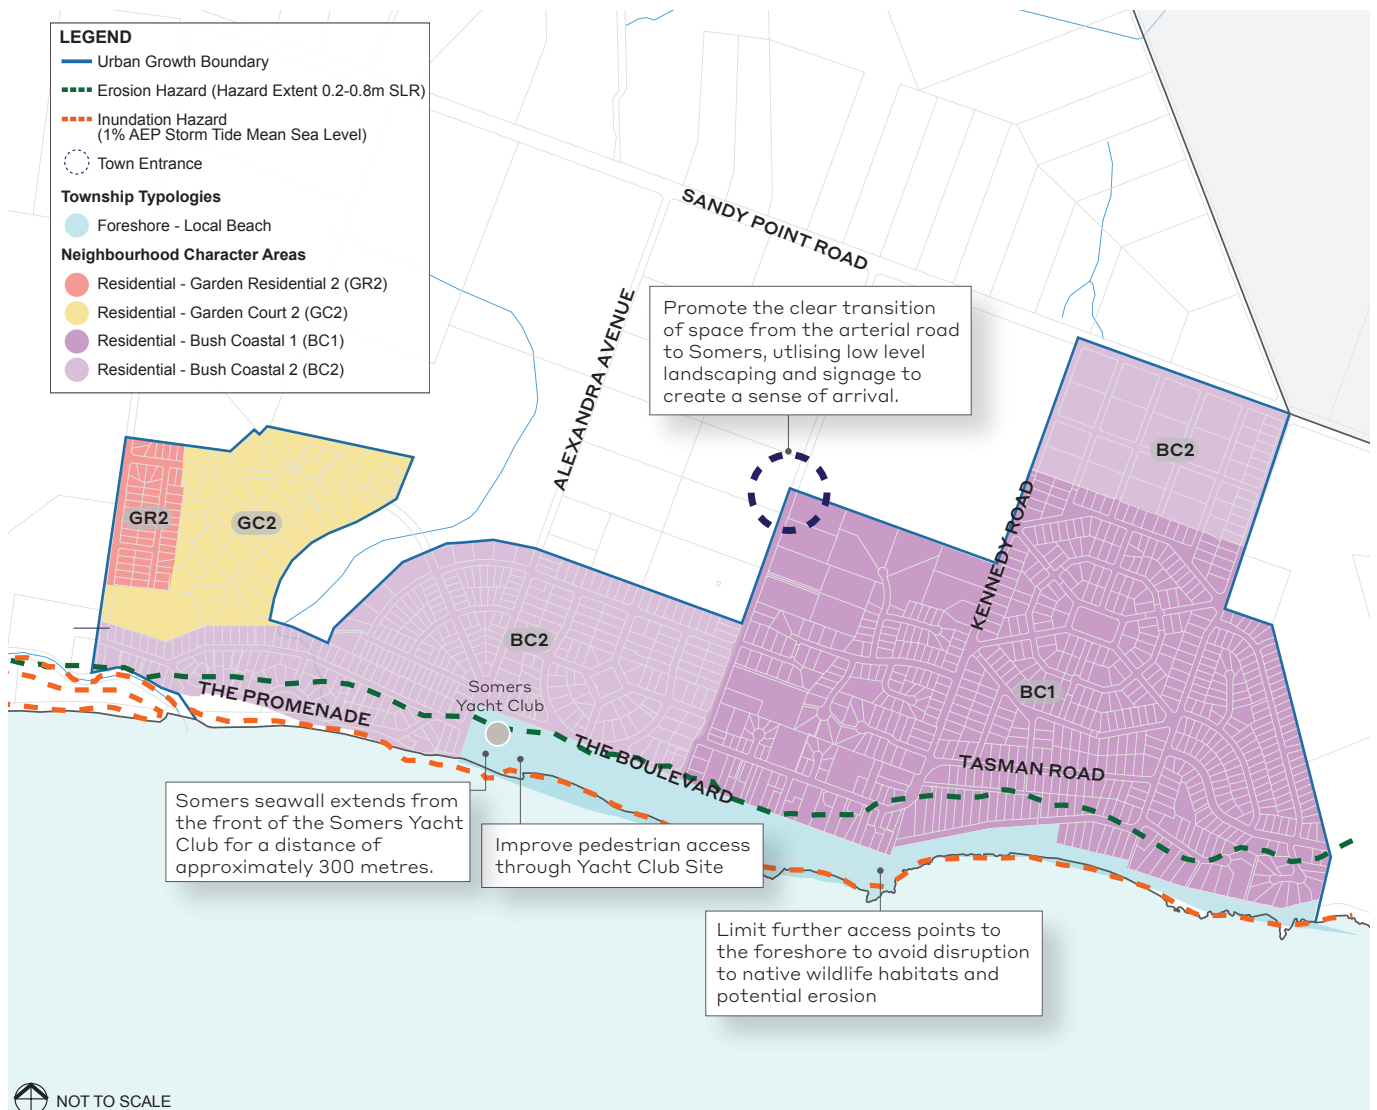 LEGEND
Urban Growth Boundary
Erosion Hazard (Hazard Extent 0.2-0.8m SLR)
Inundation Hazard
(1% AEP Storm Tide Mean Sea Level)
Town Entrance
Township Typologies
Foreshore - Local Beach
Neighbourhood Character Areas
Residential - Garden Residential 2 (GR2)
Residential - Garden Court 2 (GC2)
Residential - Bush Coastal 1 (BC1)
Residential - Bush Coastal 2 (BC2)
SANDY POINT ROAD
ALEXANDRA AVENUE
Promote the clear transition
of space from the arterial road
to Somers, utlising low level
landscaping and signage to
create a sense of arrival.
BC2
KENNEDY ROAD
GR2
GC2
BC2
BC1
Somers
Yacht Club
THE PROMENADE
THE BOULEVARD
TASMAN ROAD
Somers seawall extends from
the front of the Somers Yacht
Club for a distance of
approximately 300 metres.
Improve pedestrian access
through Yacht Club Site
Limit further access points to
the foreshore to avoid disruption
to native wildlife habitats and
potential erosion
NOT TO SCALE